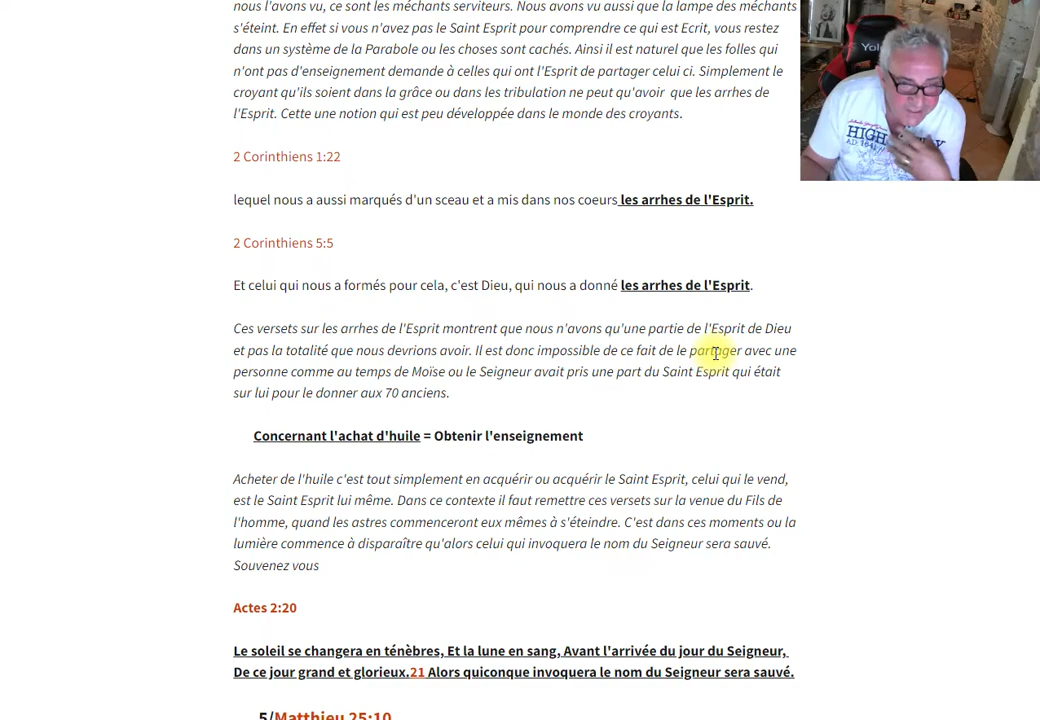 nous l'avons vu, ce sont les méchants serviteurs. Nous avons vu aussi que la lampe des méchants
s'éteint. En effet si vous n'avez pas le Saint Esprit pour comprendre ce qui est Ecrit, vous restez
dans un système de la Parabole ou les choses sont cachés. Ainsi il est naturel que les folles qui
n'ont pas d'enseignement demande à celles qui ont l'Esprit de partager celui ci. Simplement le
croyant qu'ils soient dans la grâce ou dans les tribulation ne peut qu'avoir que les arrhes de
l'Esprit. Cette une notion qui est peu développée dans le monde des croyants.
2 Corinthiens 1:22
lequel nous a aussi marqués d'un sceau et a mis dans nos coeurs les arrhes de l'Esprit.
2 Corinthiens 5:5
Et celui qui nous a formés pour cela, c'est Dieu, qui nous a donné les arrhes de l'Esprit.
Ces versets sur les arrhes de l'Esprit montrent que nous n'avons qu'une partie de l'Esprit de Dieu
et pas la totalité que nous devrions avoir. Il est donc impossible de ce fait de le partager avec une
personne comme au temps de Moïse ou le Seigneur avait pris une part du Saint Esprit qui était
sur lui pour le donner aux 70 anciens.
Concernant l'achat d'huile = Obtenir l'enseignement
Acheter de l'huile c'est tout simplement en acquérir ou acquérir le Saint Esprit, celui qui le vend,
est le Saint Esprit lui même. Dans ce contexte il faut remettre ces versets sur la venue du Fils de
l'homme, quand les astres commenceront eux mêmes à s'éteindre. C'est dans ces moments ou la
lumière commence à disparaître qu'alors celui qui invoquera le nom du Seigneur sera sauvé.
Souvenez vous
Actes 2:20
Le soleil se changera en ténèbres, Et la lune en sang, Avant l'arrivée du jour du Seigneur,
De ce jour grand et glorieux.21 Alors quiconque invoquera le nom du Seigneur sera sauvé.
5/Matthieu 25:10
HIGH
A.D. 1641